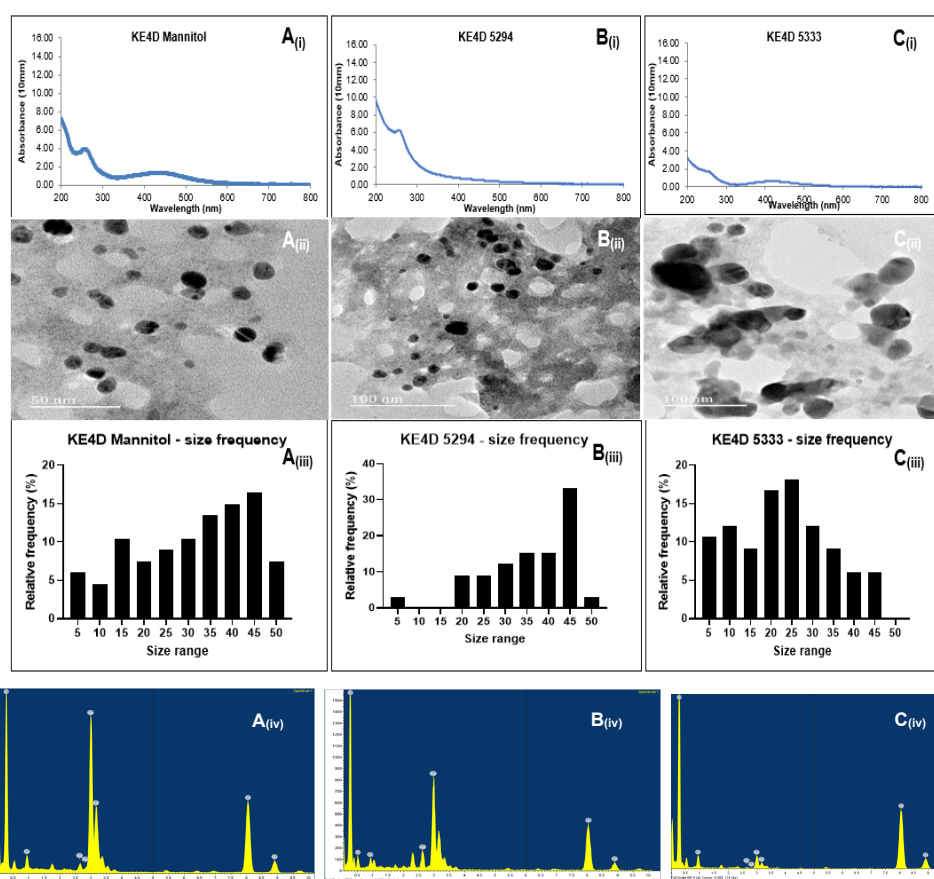 KE4D Mannitol
A(i)
Absorbance (10mm)
16.00
14.00
12.00
10.00
8.00
6.00
4.00
2.00
0.00
200 300 400 500 600 700 800
Wavelength (nm)
KE4D 5294
B(i)
Absorbance (10mm)
16.00
14.00
12.00
10.00
8.00
6.00
4.00
2.00
0.00
200 300 400 500 600 700 800
Wavelength (nm)
KE4D 5333
C(i)
Absorbance (10mm)
16.00
14.00
12.00
10.00
8.00
6.00
4.00
2.00
0.00
200 300 400 500 600 700 800
Wavelength (nm)
A(ii)
50 nm
B(ii)
100 nm
C(ii)
100 nm
KE4D Mannitol - size frequency
A(iii)
Relative frequency (%)
20
15
10
5
0
5 10 15 20 25 30 35 40 45 50
Size range
KE4D 5294 - size frequency
B(iii)
Relative frequency (%)
40
30
20
10
0
5 10 15 20 25 30 35 40 45 50
Size range
KE4D 5333 - size frequency
C(iii)
Relative frequency (%)
20
15
10
5
0
5 10 15 20 25 30 35 40 45 50
Size range
Spectrum 1
A(iv)
B(iv)
C(iv)